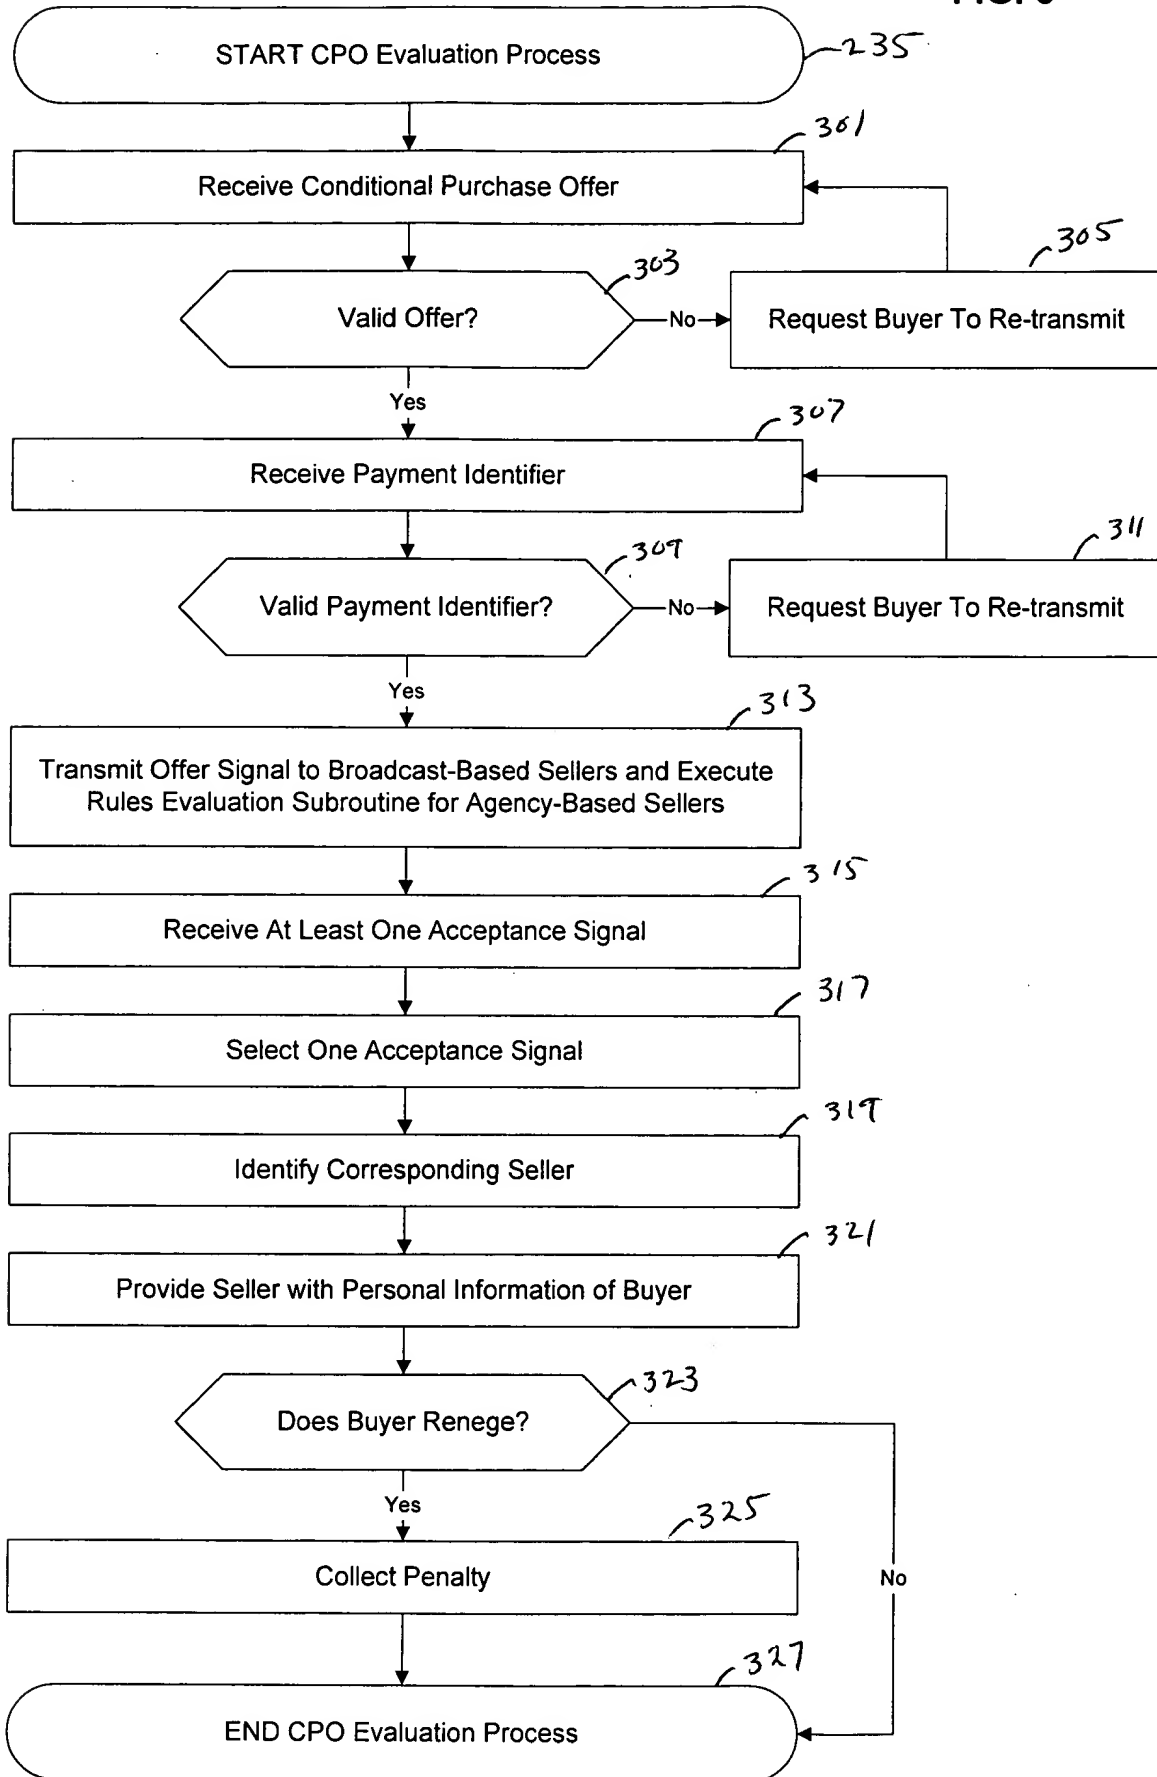 START CPO Evaluation Process
235
301
Receive Conditional Purchase Offer
303
305
Valid Offer?
No
Request Buyer To Re-transmit
Yes
307
Receive Payment Identifier
309
311
Valid Payment Identifier?
No
Request Buyer To Re-transmit
Yes
313
Transmit Offer Signal to Broadcast-Based Sellers and Execute
Rules Evaluation Subroutine for Agency-Based Sellers
315
Receive At Least One Acceptance Signal
317
Select One Acceptance Signal
319
Identify Corresponding Seller
321
Provide Seller with Personal Information of Buyer
323
Does Buyer Renege?
Yes
325
Collect Penalty
No
327
END CPO Evaluation Process